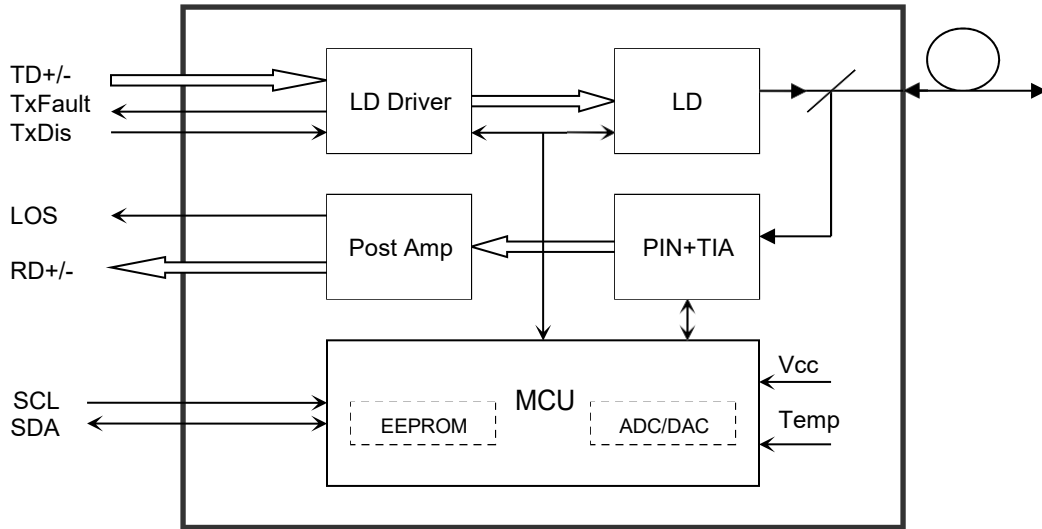 TD+/-
TxFault
TxDis
LD Driver
LD
LOS
RD+/-
Post Amp
PIN+TIA
SCL
SDA
MCU
EEPROM
ADC/DAC
Vcc
Temp